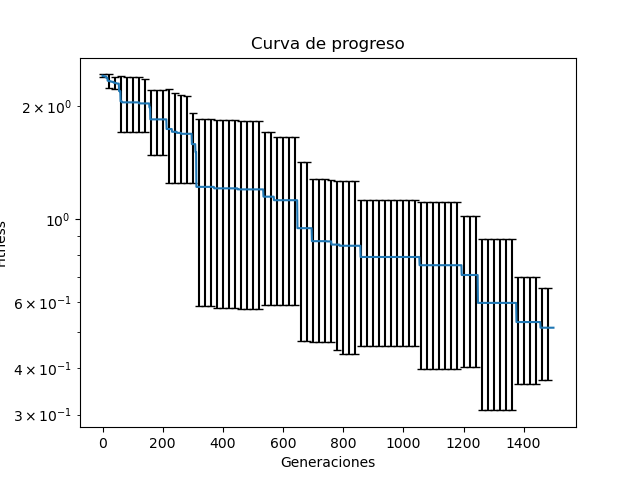 Curva de progreso
2 × 10⁰
10⁰
6 × 10⁻¹
4 × 10⁻¹
3 × 10⁻¹
0 200 400 600 800 1000 1200 1400
Generaciones